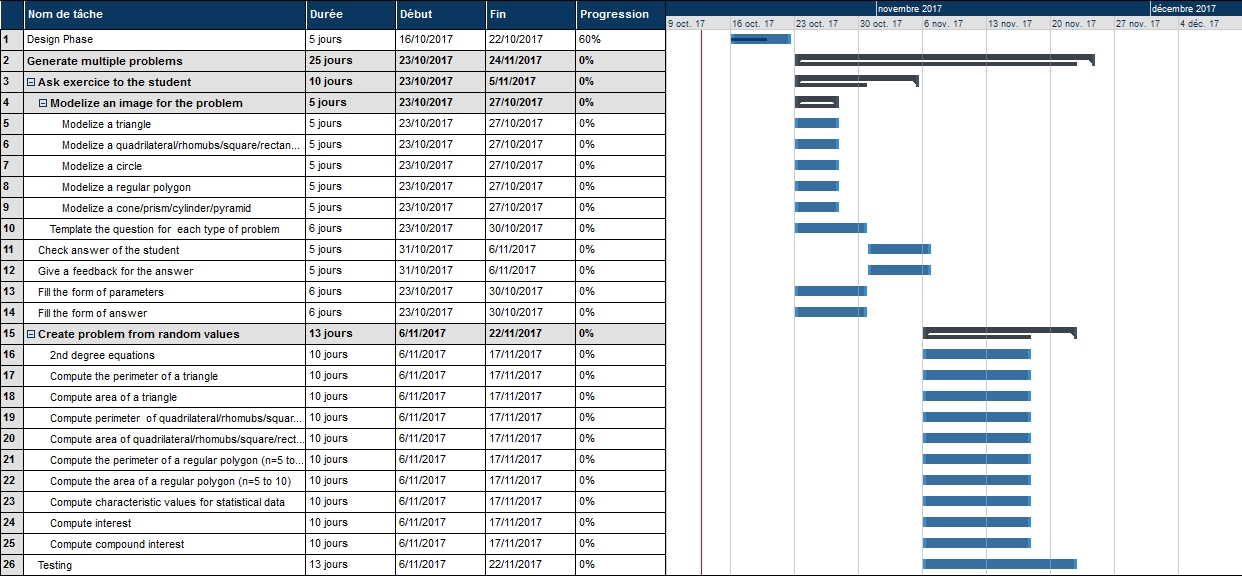 Nom de tâche Durée Début Fin Progression
novembre 2017 décembre 2017
9 oct. 17 16 oct. 17 23 oct. 17 30 oct. 17 6 nov. 17 13 nov. 17 20 nov. 17 27 nov. 17 4 déc. 17
1 Design Phase 5 jours 16/10/2017 22/10/2017 60%
2 Generate multiple problems 25 jours 23/10/2017 24/11/2017 0%
3 Ask exercice to the student 10 jours 23/10/2017 5/11/2017 0%
4 Modelize an image for the problem 5 jours 23/10/2017 27/10/2017 0%
5 Modelize a triangle 5 jours 23/10/2017 27/10/2017 0%
6 Modelize a quadrilateral/rhomubs/square/rectan... 5 jours 23/10/2017 27/10/2017 0%
7 Modelize a circle 5 jours 23/10/2017 27/10/2017 0%
8 Modelize a regular polygon 5 jours 23/10/2017 27/10/2017 0%
9 Modelize a cone/prism/cylinder/pyramid 5 jours 23/10/2017 27/10/2017 0%
10 Template the question for each type of problem 6 jours 23/10/2017 30/10/2017 0%
11 Check answer of the student 5 jours 31/10/2017 6/11/2017 0%
12 Give a feedback for the answer 5 jours 31/10/2017 6/11/2017 0%
13 Fill the form of parameters 6 jours 23/10/2017 30/10/2017 0%
14 Fill the form of answer 6 jours 23/10/2017 30/10/2017 0%
15 Create problem from random values 13 jours 6/11/2017 22/11/2017 0%
16 2nd degree equations 10 jours 6/11/2017 17/11/2017 0%
17 Compute the perimeter of a triangle 10 jours 6/11/2017 17/11/2017 0%
18 Compute area of a triangle 10 jours 6/11/2017 17/11/2017 0%
19 Compute perimeter of quadrilateral/rhomubs/squar... 10 jours 6/11/2017 17/11/2017 0%
20 Compute area of quadrilateral/rhomubs/square/rect... 10 jours 6/11/2017 17/11/2017 0%
21 Compute the perimeter of a regular polygon (n=5 to... 10 jours 6/11/2017 17/11/2017 0%
22 Compute the area of a regular polygon (n=5 to 10) 10 jours 6/11/2017 17/11/2017 0%
23 Compute characteristic values for statistical data 10 jours 6/11/2017 17/11/2017 0%
24 Compute interest 10 jours 6/11/2017 17/11/2017 0%
25 Compute compound interest 10 jours 6/11/2017 17/11/2017 0%
26 Testing 13 jours 6/11/2017 22/11/2017 0%